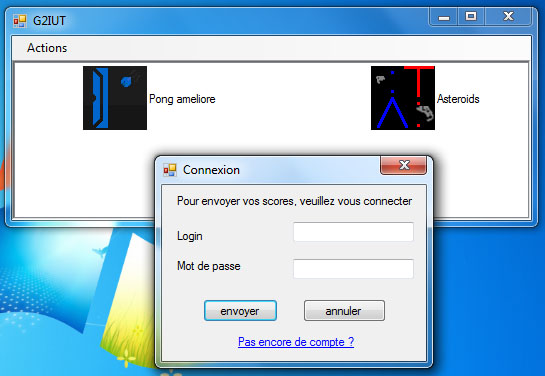 G2IUT
Actions
Pong ameliore
Asteroids
Connexion
Pour envoyer vos scores, veuillez vous connecter
Login
Mot de passe
envoyer
annuler
Pas encore de compte ?